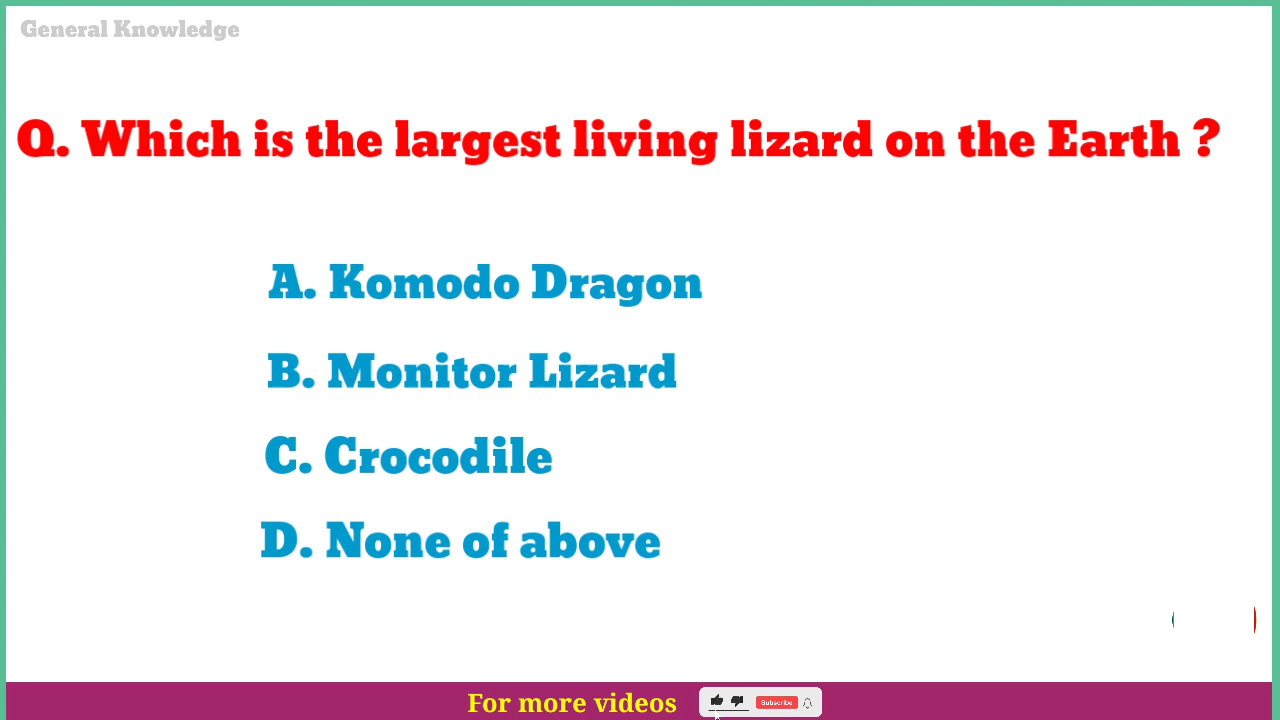 General Knowledge
Q. Which is the largest living lizard on the Earth ?
A. Komodo Dragon
B. Monitor Lizard
C. Crocodile
D. None of above
For more videos
Subscribe